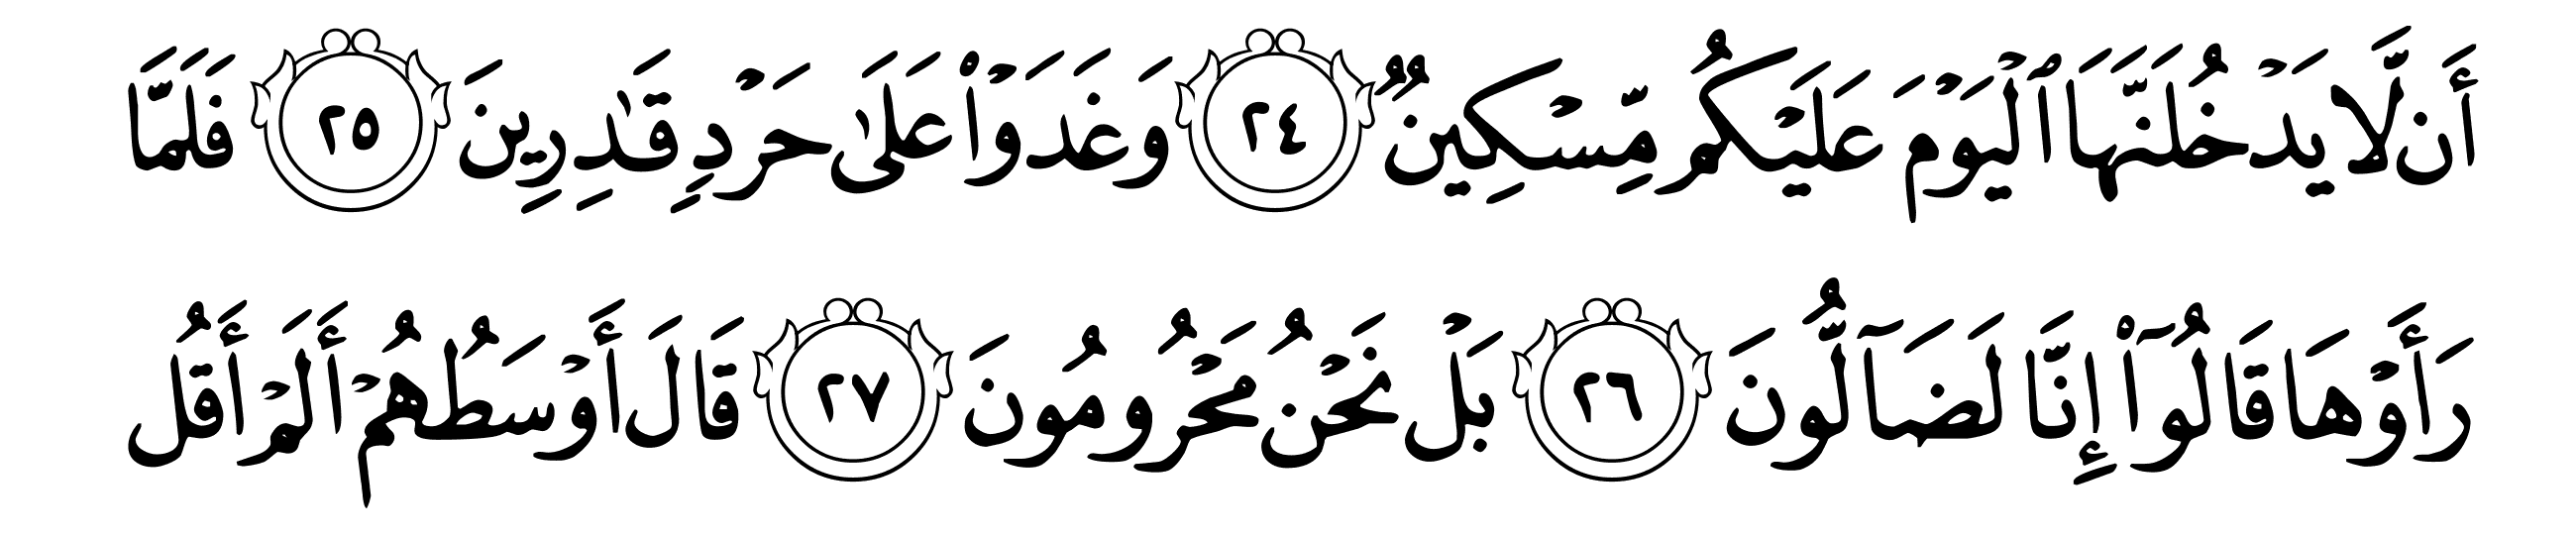 أَن لَّا يَدۡخُلَنَّهَا ٱلۡيَوۡمَ عَلَيۡكُم مِّسۡكِينٞ ٢٤ وَغَدَوۡاْ عَلَىٰ حَرۡدٖ قَٰدِرِينَ ٢٥ فَلَمَّا
رَأَوۡهَا قَالُوٓاْ إِنَّا لَضَآلُّونَ ٢٦ بَلۡ نَحۡنُ مَحۡرُومُونَ ٢٧ قَالَ أَوۡسَطُهُمۡ أَلَمۡ أَقُل